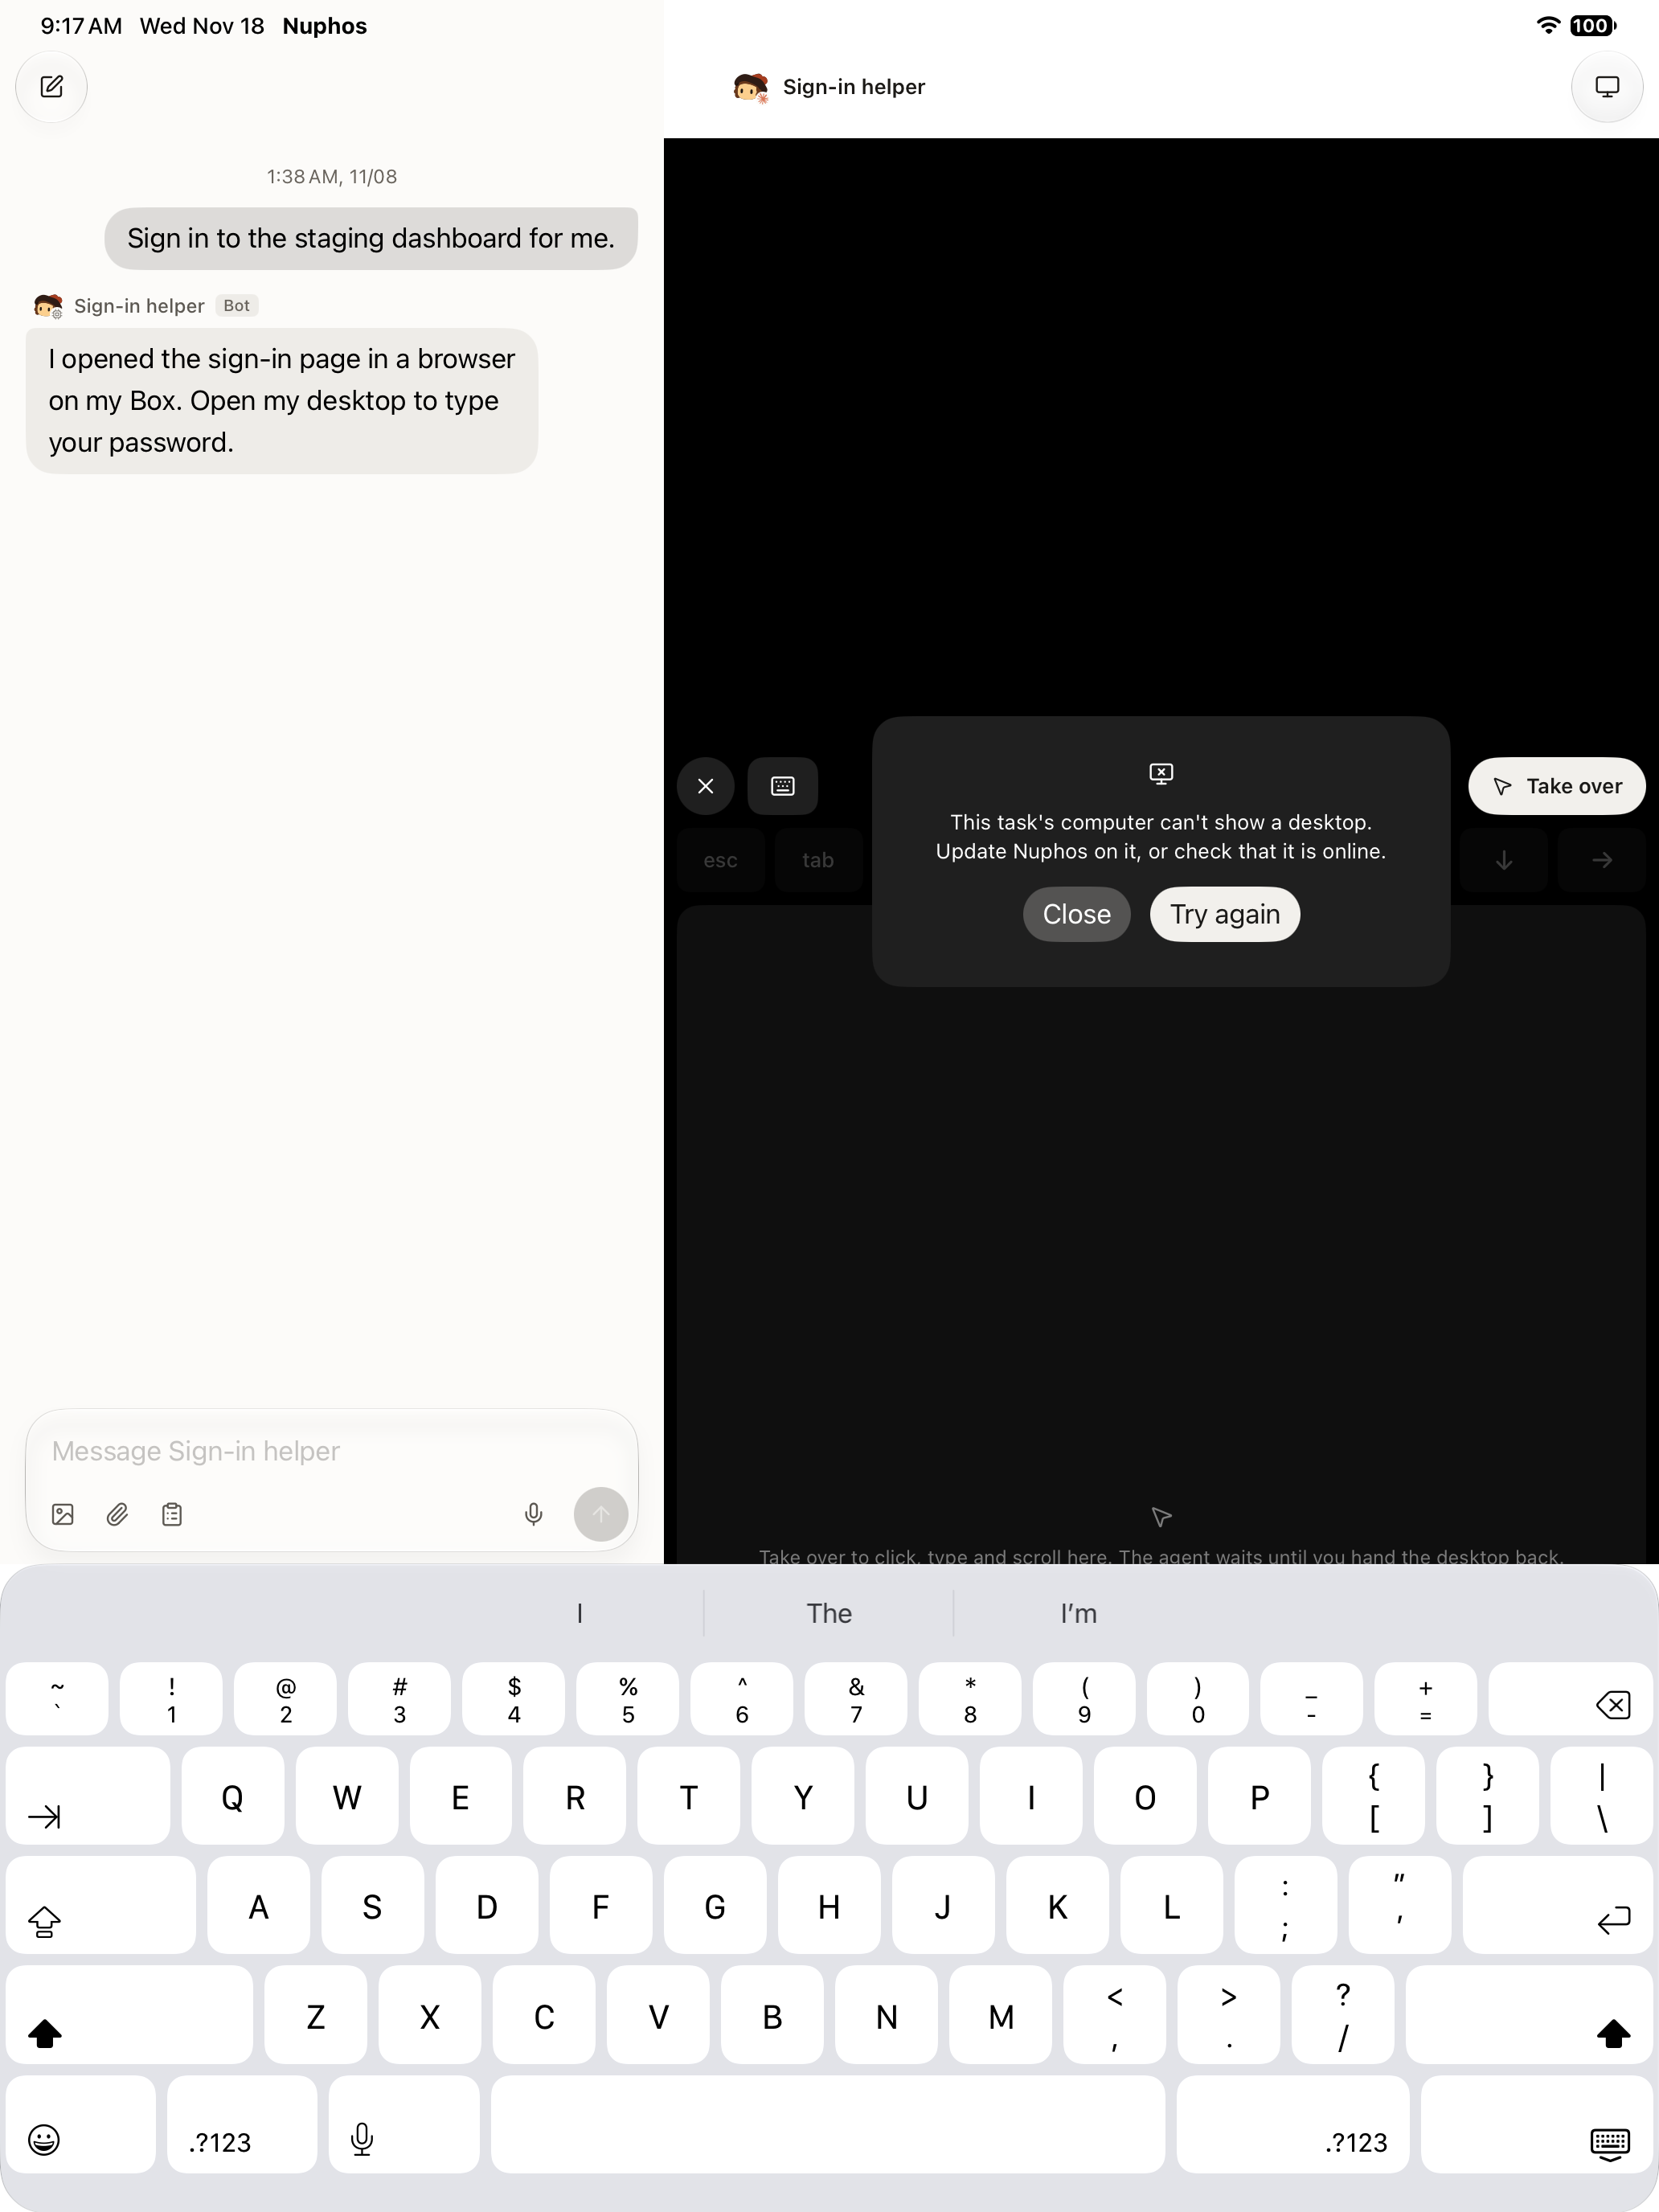 9:17 AM Wed Nov 18 Nuphos
100
1:38 AM, 11/08
Sign in to the staging dashboard for me.
Sign-in helper Bot
I opened the sign-in page in a browser
on my Box. Open my desktop to type
your password.
Message Sign-in helper
Sign-in helper
Take over
esc
tab
This task's computer can't show a desktop.
Update Nuphos on it, or check that it is online.
Close
Try again
Take over to click, type and scroll here. The agent waits until you hand the desktop back.
I The I’m
~ ! @ # $ % ^ & * ( ) _ +
` 1 2 3 4 5 6 7 8 9 0 - =
Q W E R T Y U I O P { } |
[ ] \
A S D F G H J K L : "
; '
Z X C V B N M < > ?
, . /
.?123 .?123